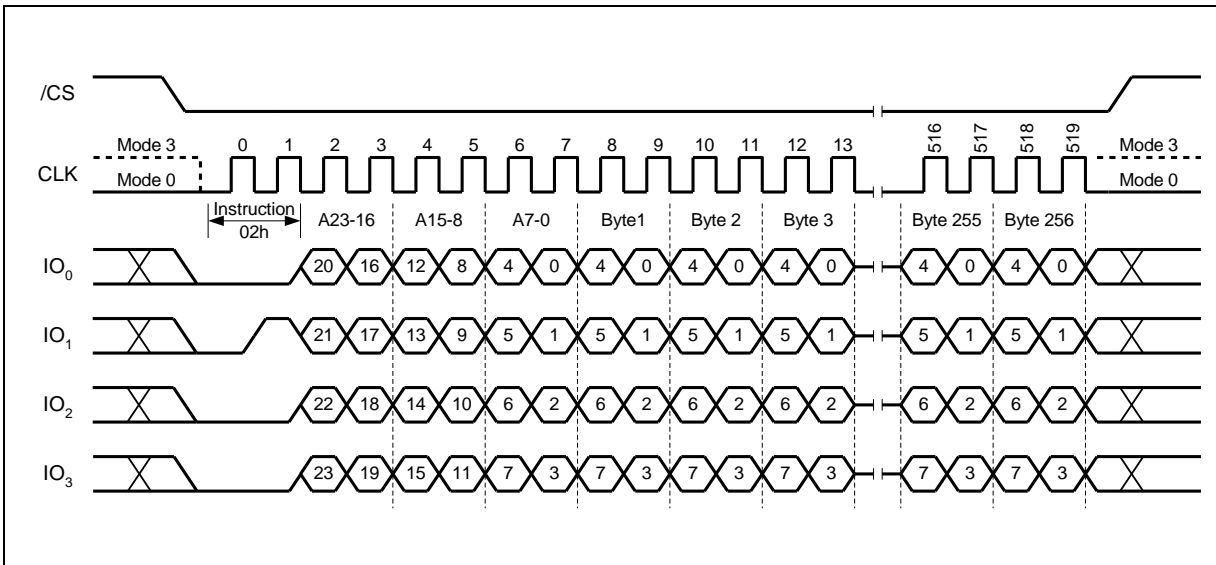 /CS
Mode 3 0 1 2 3 4 5 6 7 8 9 10 11 12 13 516 517 518 519 Mode 3
CLK
Mode 0 Mode 0
Instruction
02h
A23-16 A15-8 A7-0 Byte1 Byte 2 Byte 3 Byte 255 Byte 256
IO0 20 16 12 8 4 0 4 0 4 0 4 0 4 0 4 0
IO1 21 17 13 9 5 1 5 1 5 1 5 1 5 1 5 1
IO2 22 18 14 10 6 2 6 2 6 2 6 2 6 2 6 2
IO3 23 19 15 11 7 3 7 3 7 3 7 3 7 3 7 3